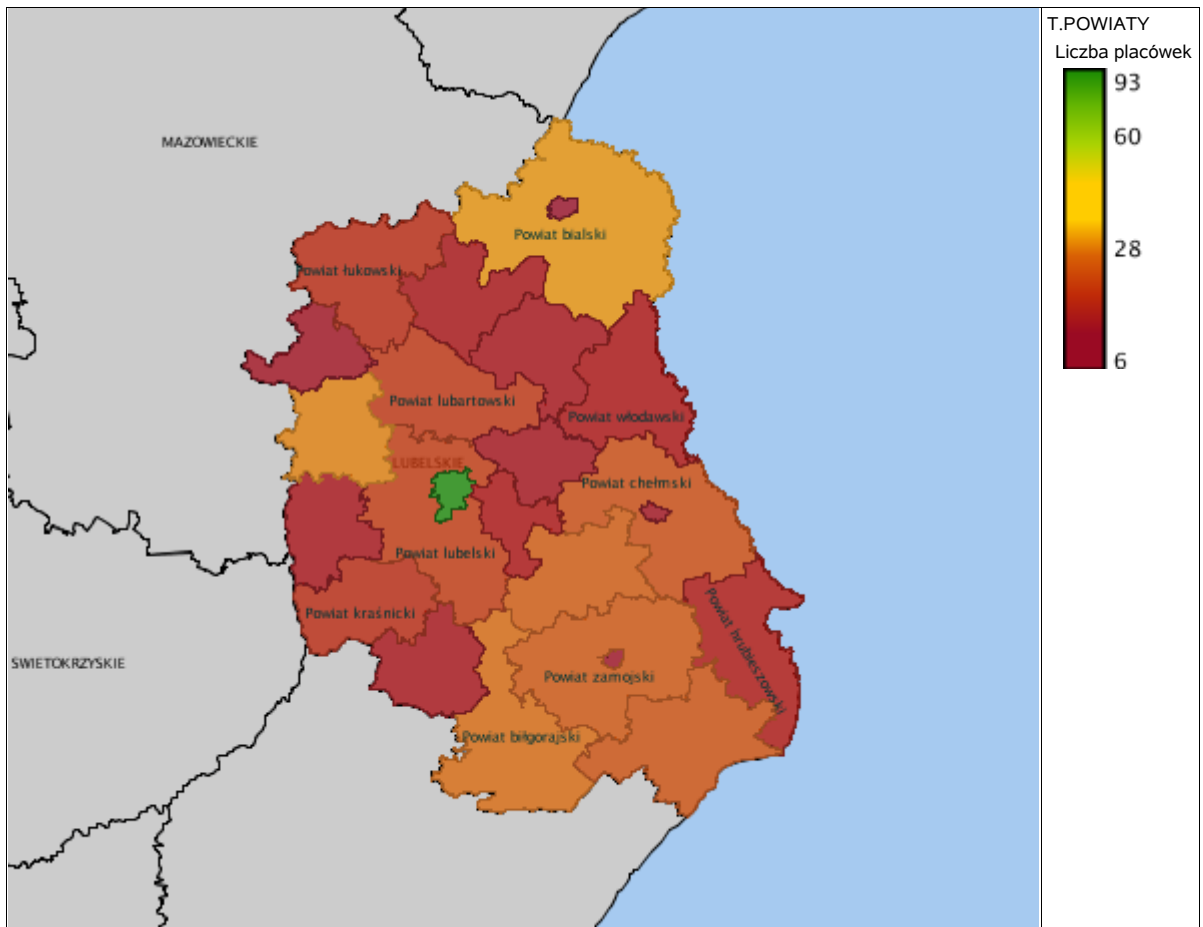 T.POWIATY
Liczba placówek
93
60
28
6
MAZOWIECKIE
Powiat bialski
Powiat łukowski
Powiat lubartowski
Powiat włodawski
LUBELSKIE
Powiat chełmski
Powiat lubelski
Powiat kraśnicki
Powiat hrubieszowski
SWIETOKRZYSKIE
Powiat zamojski
Powiat biłgorajski